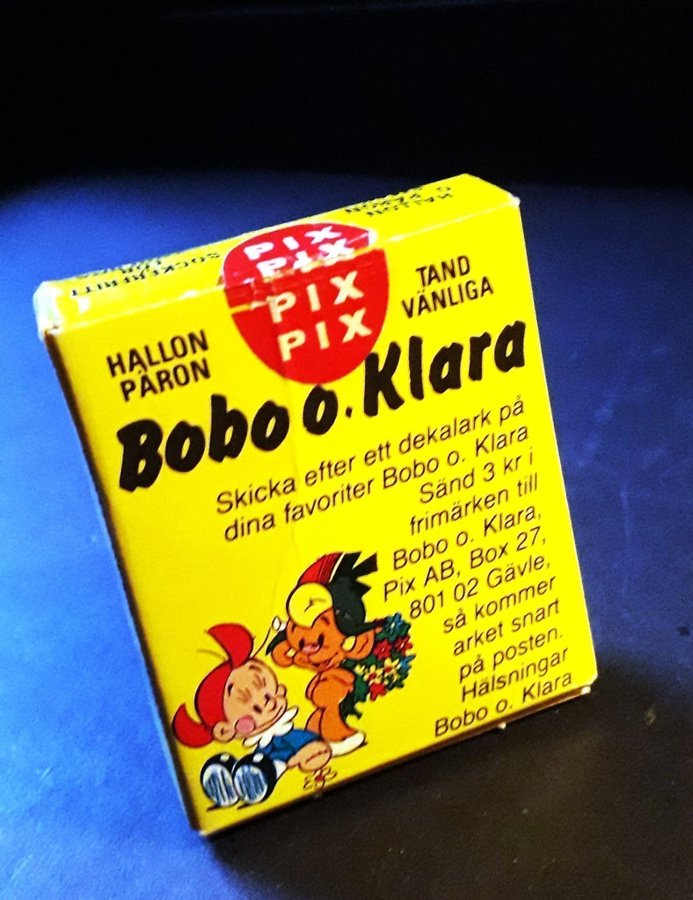 HALLON
SOCKERFRITT
PIX
PIX
PIX
PIX
HALLON
PÄRON
TAND
VÄNLIGA
Bobo o. Klara
Skicka efter ett dekalark på
dina favoriter Bobo o. Klara
Sänd 3 kr i
frimärken till
Bobo o. Klara,
Pix AB, Box 27,
801 02 Gävle,
så kommer
arket snart
på posten.
Hälsningar
Bobo o. Klara